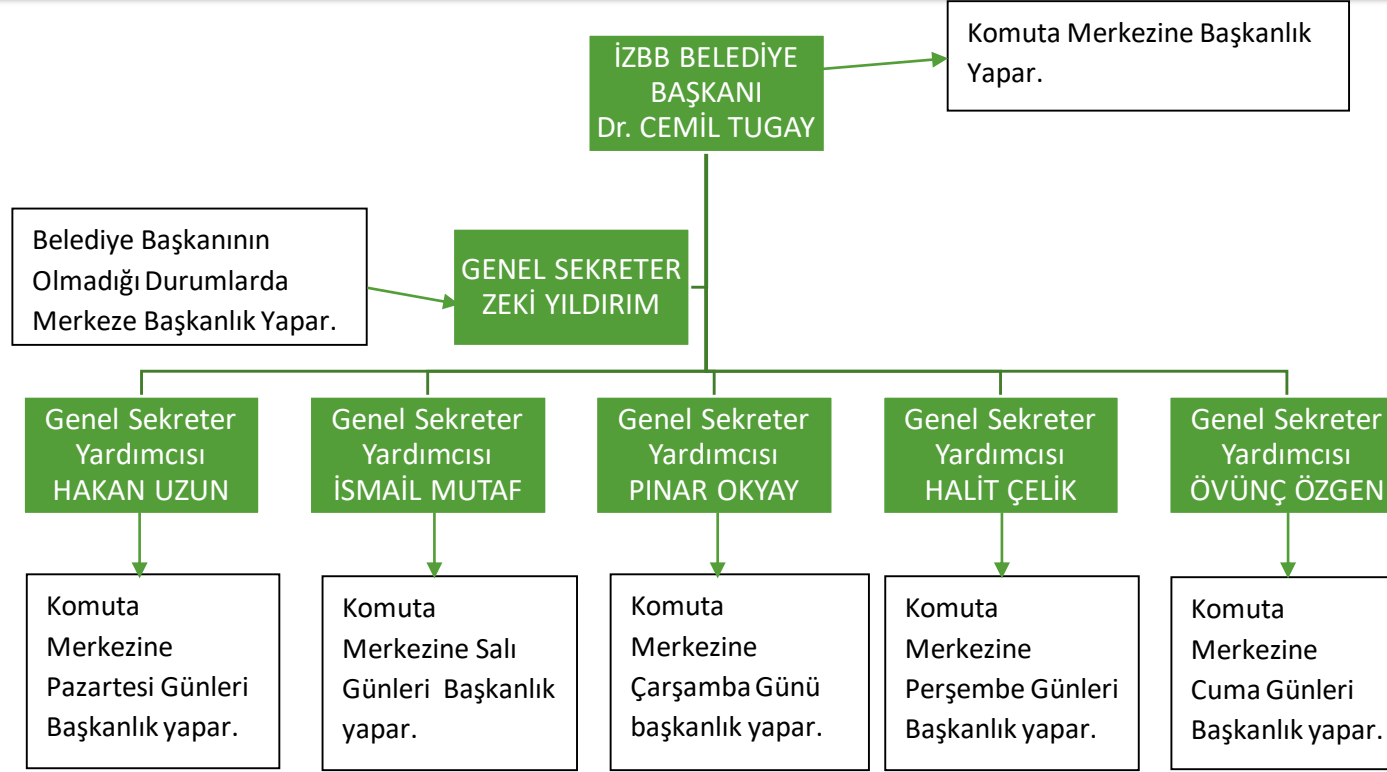 İZBB BELEDİYE
BAŞKANI
Dr. CEMİL TUGAY
Komuta Merkezine Başkanlık
Yapar.
Belediye Başkanının
Olmadığı Durumlarda
Merkeze Başkanlık Yapar.
GENEL SEKRETER
ZEKİ YILDIRIM
Genel Sekreter
Yardımcısı
HAKAN UZUN
Genel Sekreter
Yardımcısı
İSMAİL MUTAF
Genel Sekreter
Yardımcısı
PINAR OKYAY
Genel Sekreter
Yardımcısı
HALİT ÇELİK
Genel Sekreter
Yardımcısı
ÖVÜNÇ ÖZGEN
Komuta
Merkezine
Pazartesi Günleri
Başkanlık yapar.
Komuta
Merkezine Salı
Günleri Başkanlık
yapar.
Komuta
Merkezine
Çarşamba Günü
başkanlık yapar.
Komuta
Merkezine
Perşembe Günleri
Başkanlık yapar.
Komuta
Merkezine
Cuma Günleri
Başkanlık yapar.